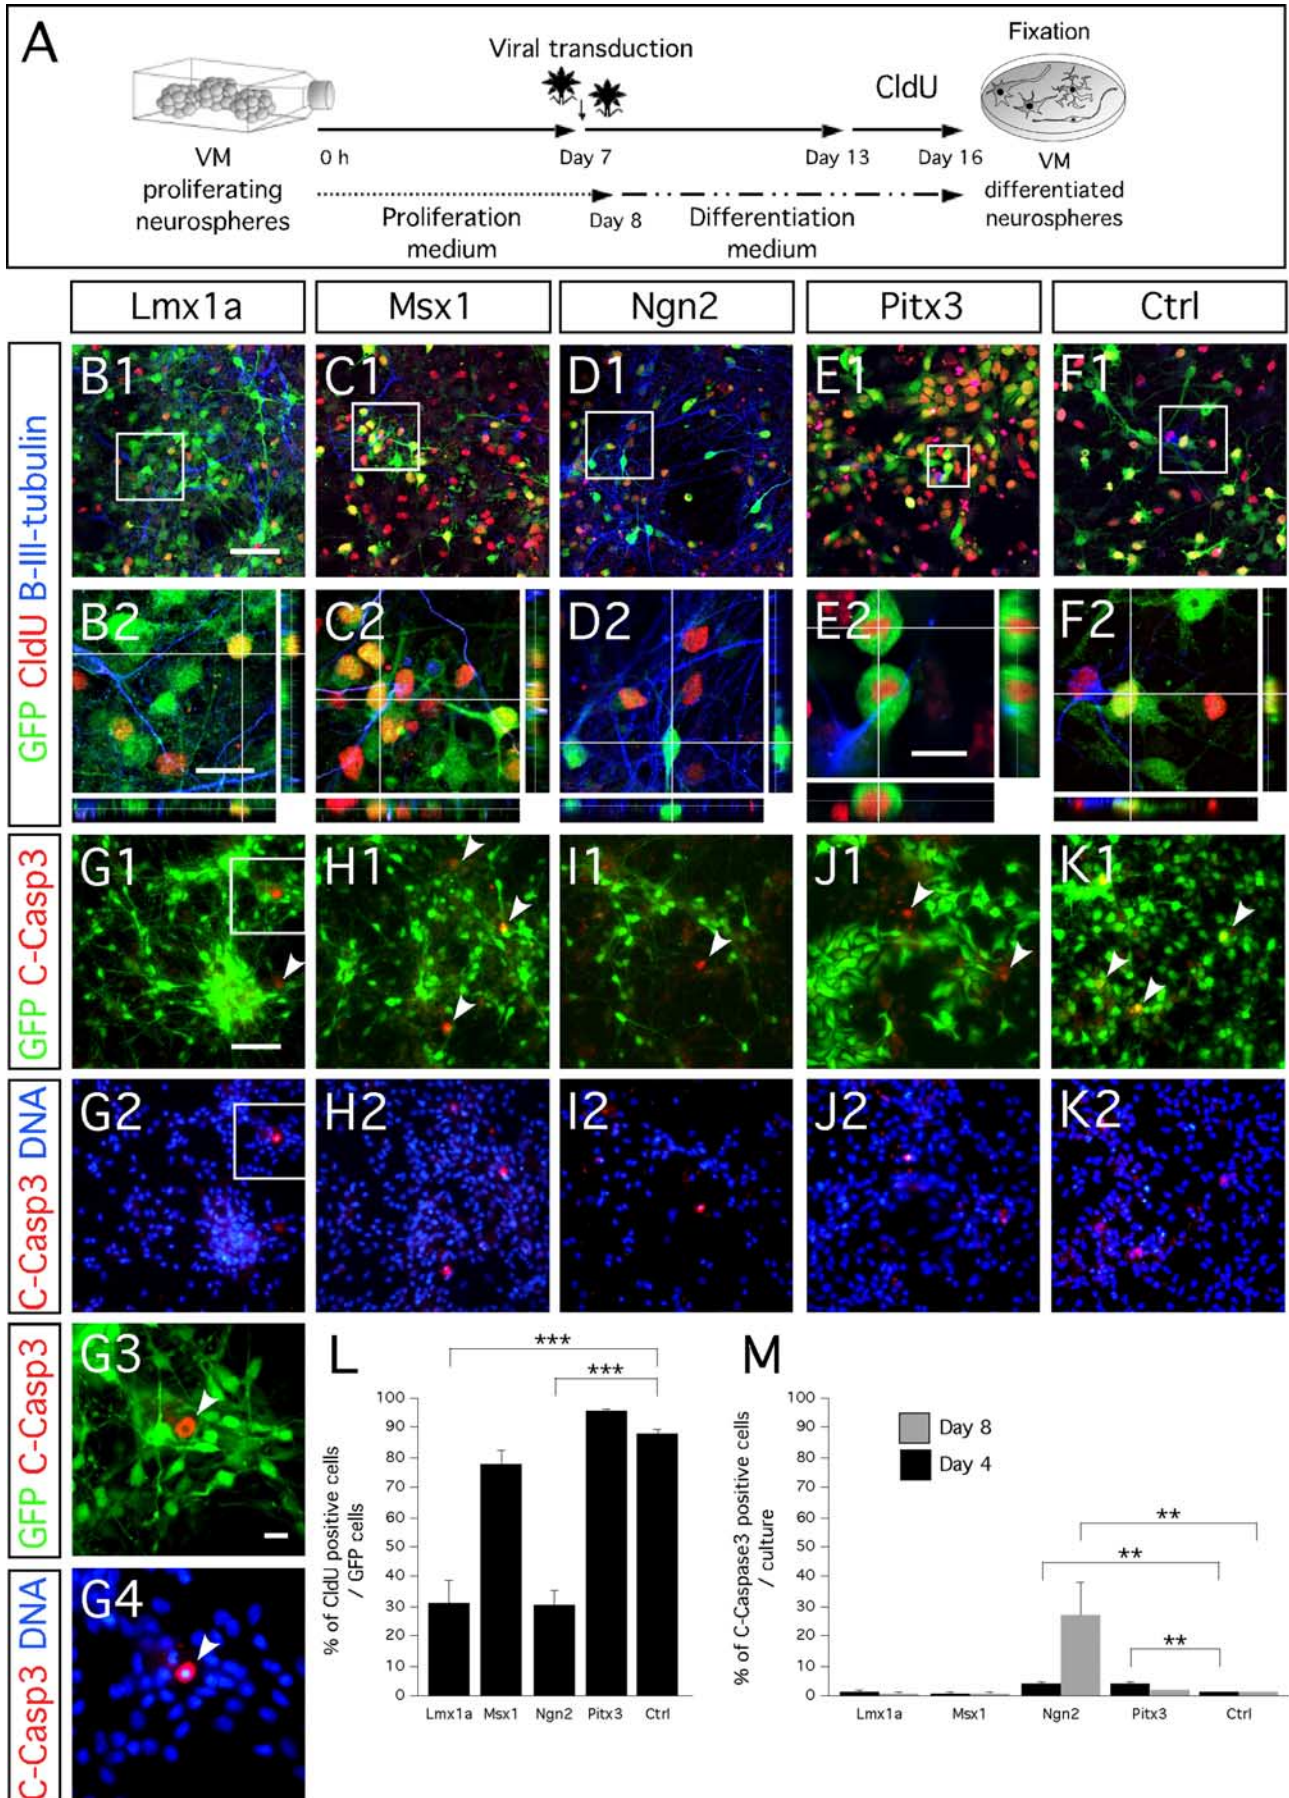 A
Viral transduction
Fixation
CldU
VM
proliferating
neurospheres
0 h
Day 7
Day 13
Day 16
VM
differentiated
neurospheres
Proliferation
medium
Day 8
Differentiation
medium
Lmx1a
Msx1
Ngn2
Pitx3
Ctrl
GFP CldU B-III-tubulin
B1
C1
D1
E1
F1
B2
C2
D2
E2
F2
GFP C-Casp3
G1
H1
I1
J1
K1
C-Casp3 DNA
G2
H2
I2
J2
K2
GFP C-Casp3
G3
C-Casp3 DNA
G4
L
***
***
% of CldU positive cells
/ GFP cells
100
90
80
70
60
50
40
30
20
10
0
Lmx1a
Msx1
Ngn2
Pitx3
Ctrl
M
% of C-Caspase3 positive cells
/ culture
100
90
80
70
60
50
40
30
20
10
0
Day 8
Day 4
**
**
**
Lmx1a
Msx1
Ngn2
Pitx3
Ctrl